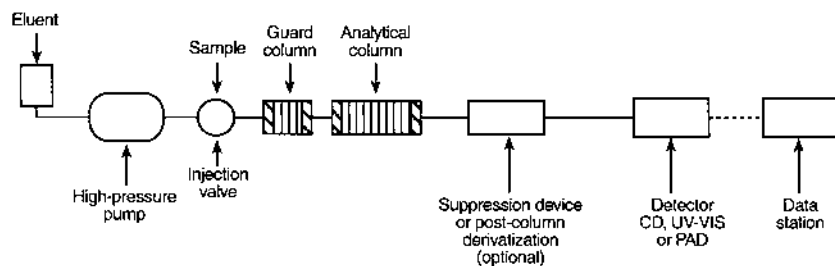 Eluent
Sample
Guard
column
Analytical
column
High-pressure
pump
Injection
valve
Suppression device
or post-column
derivatization
(optional)
Detector
CD, UV-VIS
or PAD
Data
station